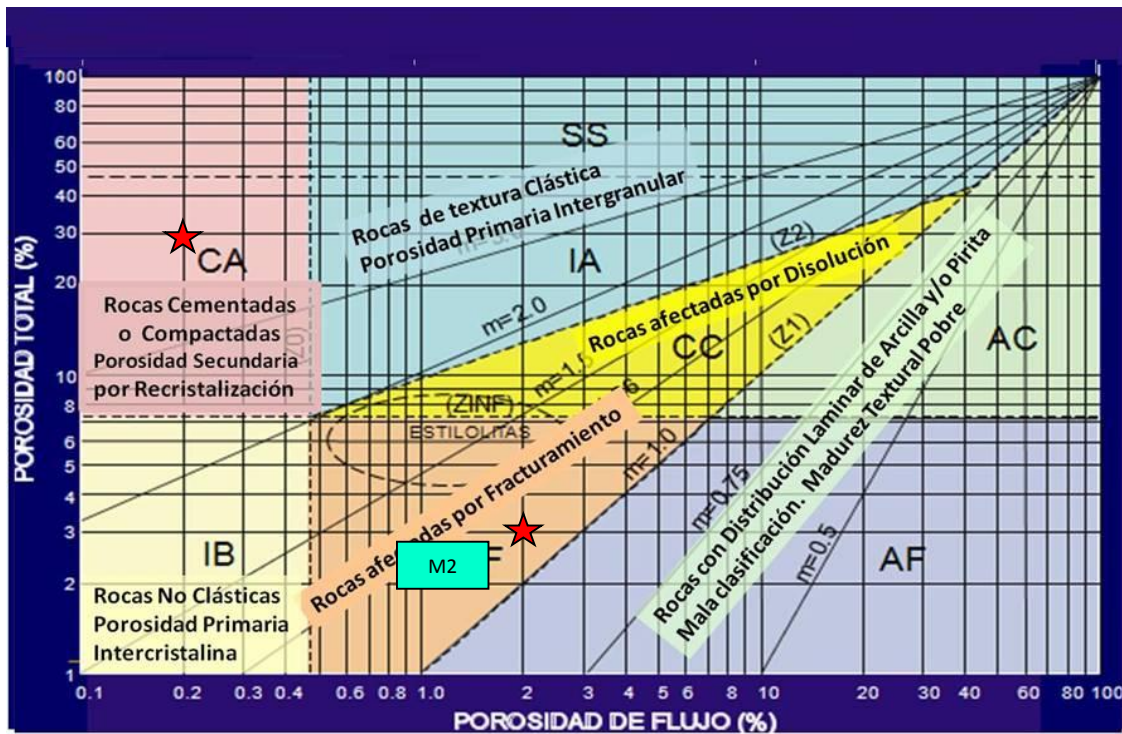 POROSIDAD TOTAL (%)
100
80
60
50
40
30
20
10
8
6
5
4
3
2
1
SS
Rocas de textura Clástica
Porosidad Primaria Intergranular
CA
IA
(Z2)
m=2.0
Rocas Cementadas
o Compactadas
Porosidad Secundaria
por Recristalización
Rocas afectadas por Disolución
CC
(Z1)
AC
m=1.5
(ZINF)
ESTILOLITAS
6
m=1.0
m=0.75
m=0.5
Rocas afectadas por Fracturamiento
M2
F
IB
AF
Rocas con Distribución Laminar de Arcilla y/o Pirita
Mala clasificación. Madurez Textural Pobre
Rocas No Clásticas
Porosidad Primaria
Intercristalina
0.1
0.2
0.3
0.4
0.6
0.8
1.0
2
3
4
5
6
8
10
20
30
40
60
80
100
POROSIDAD DE FLUJO (%)